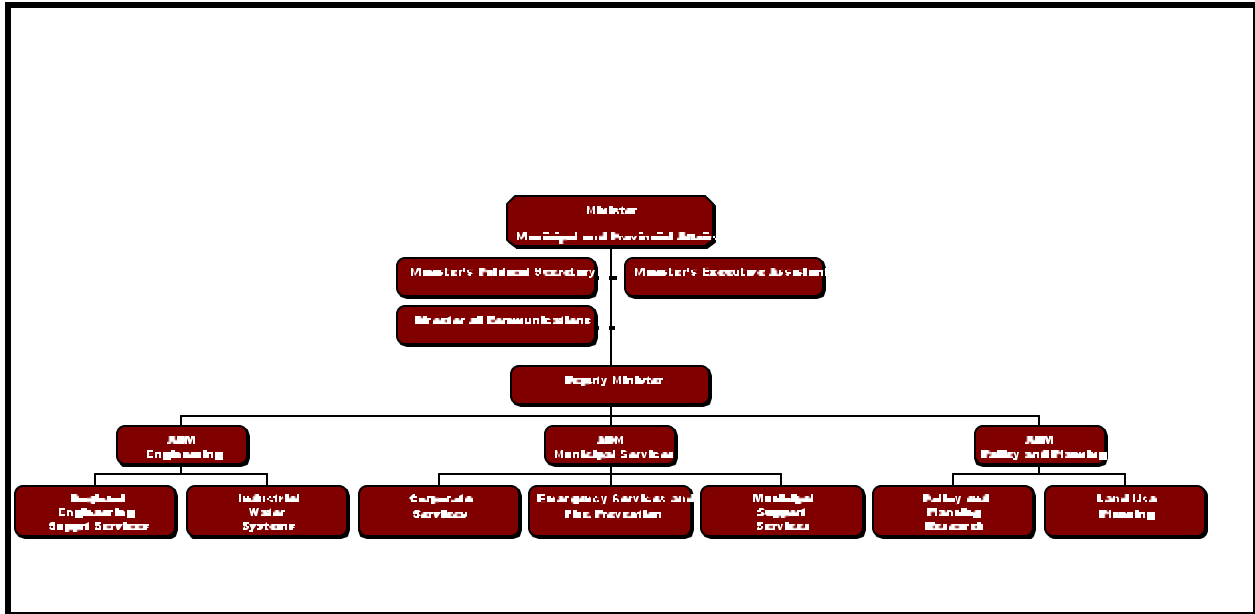 Minister
Municipal and Provincial Affairs
Minister's Political Secretary
Minister's Executive Assistant
Director of Communications
Deputy Minister
ADM
Engineering
ADM
Municipal Services
ADM
Policy and Planning
Regional
Engineering
Suppot Services
Industrial
Water
Systems
Corporate
Services
Emergency Services and
Fire Prevention
Municipal
Support
Services
Policy and
Planning
Research
Land Use
Planning